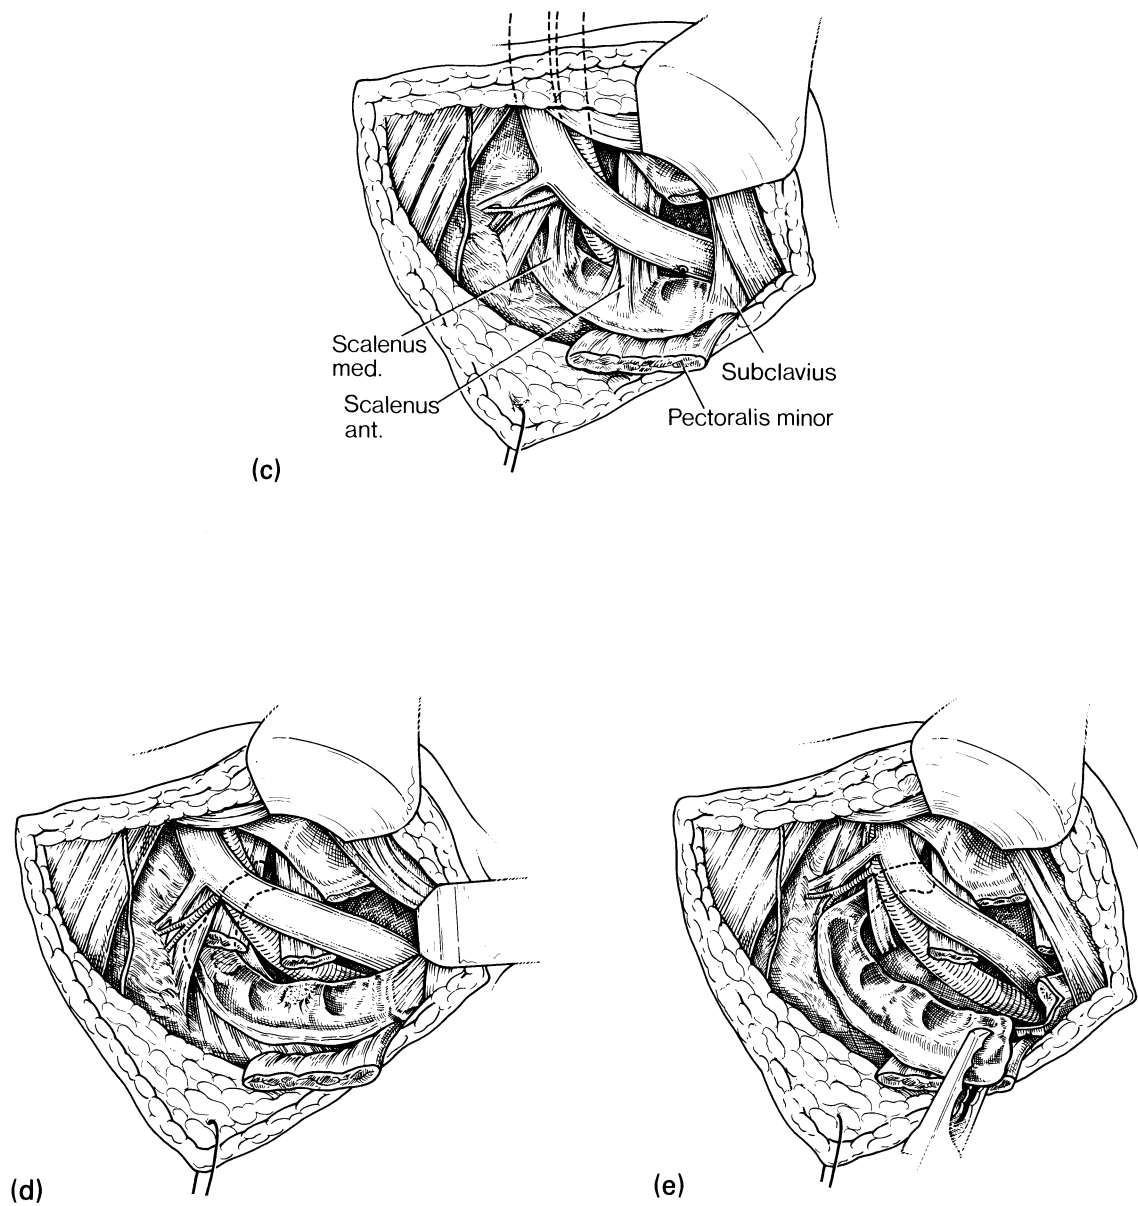 Scalenus
med.
Scalenus
ant.
Subclavius
Pectoralis minor
(c)
(d)
(e)